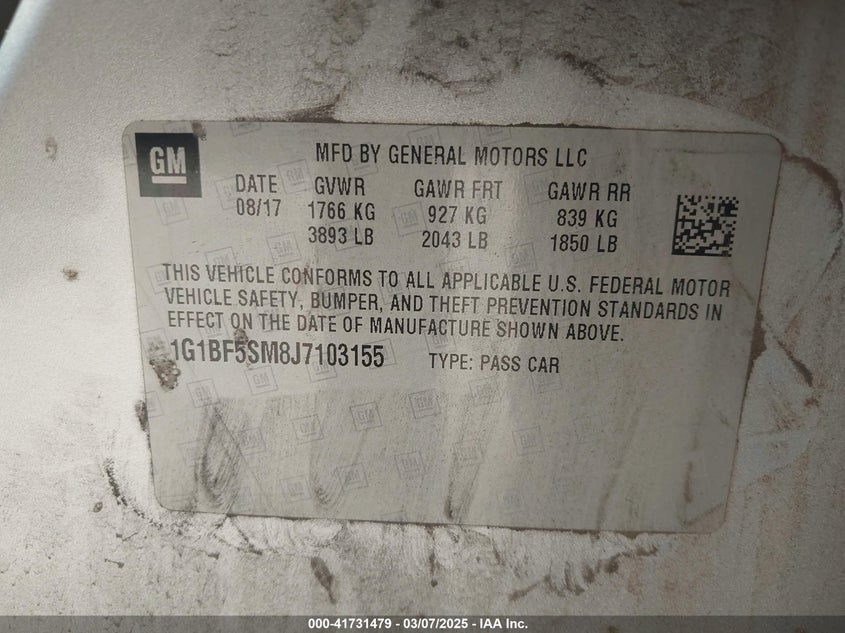 GM
MFD BY GENERAL MOTORS LLC
DATE GVWR GAWR FRT GAWR RR
08/17 1766 KG 927 KG 839 KG
3893 LB 2043 LB 1850 LB
THIS VEHICLE CONFORMS TO ALL APPLICABLE U.S. FEDERAL MOTOR
VEHICLE SAFETY, BUMPER, AND THEFT PREVENTION STANDARDS IN
EFFECT ON THE DATE OF MANUFACTURE SHOWN ABOVE.
1G1BF5SM8J7103155 TYPE: PASS CAR
000-41731479 - 03/07/2025 - IAA Inc.